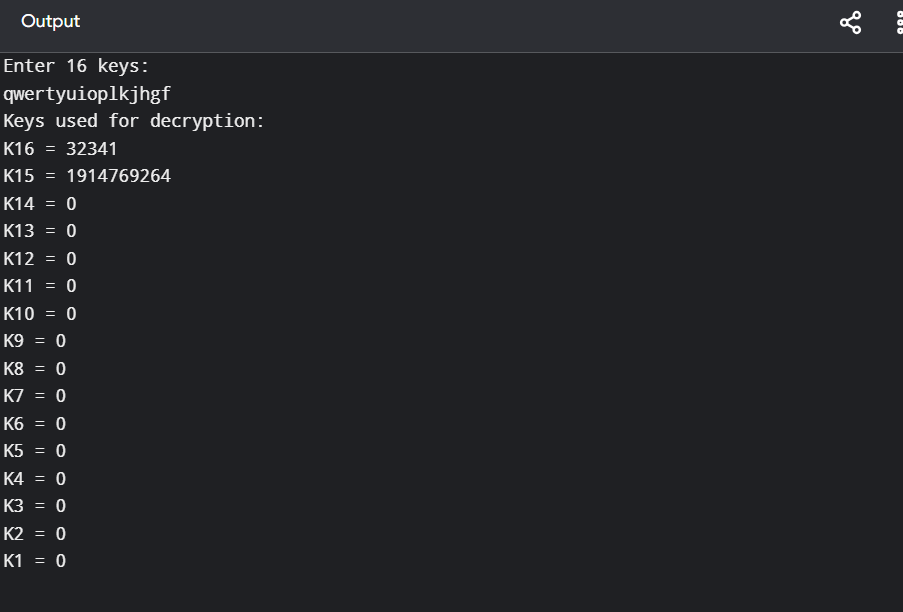 Output
Enter 16 keys:
qwertyuioplkjhgf
Keys used for decryption:
K16 = 32341
K15 = 1914769264
K14 = 0
K13 = 0
K12 = 0
K11 = 0
K10 = 0
K9 = 0
K8 = 0
K7 = 0
K6 = 0
K5 = 0
K4 = 0
K3 = 0
K2 = 0
K1 = 0